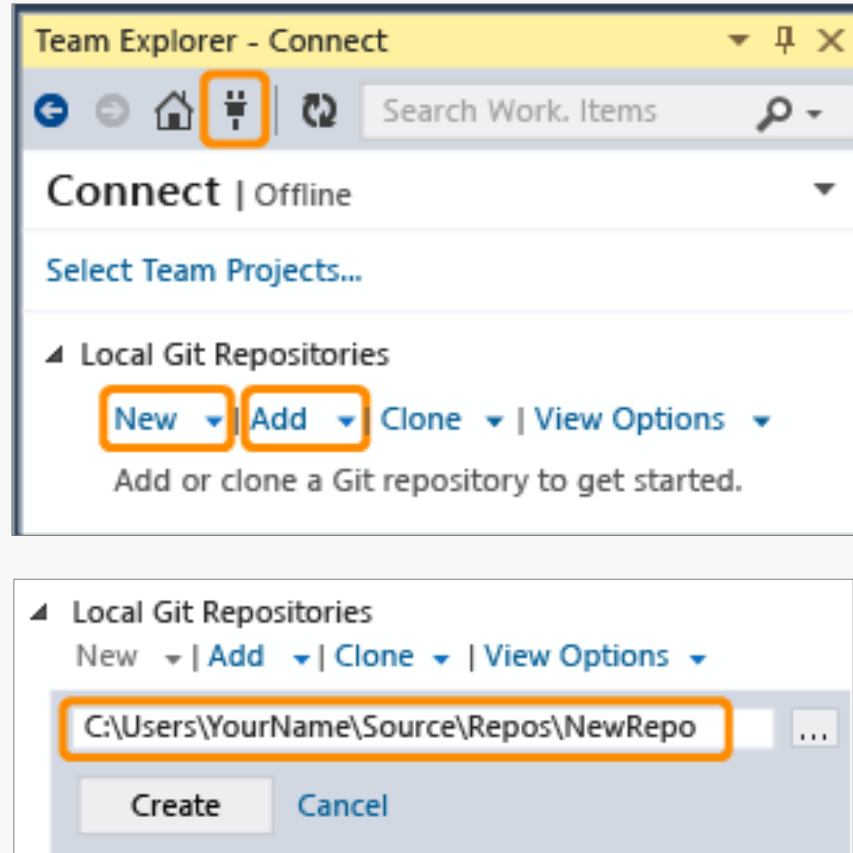 Team Explorer - Connect
Search Work. Items
Connect | Offline
Select Team Projects...
Local Git Repositories
New | Add | Clone | View Options
Add or clone a Git repository to get started.
Local Git Repositories
New | Add | Clone | View Options
C:\Users\YourName\Source\Repos\NewRepo ...
Create Cancel